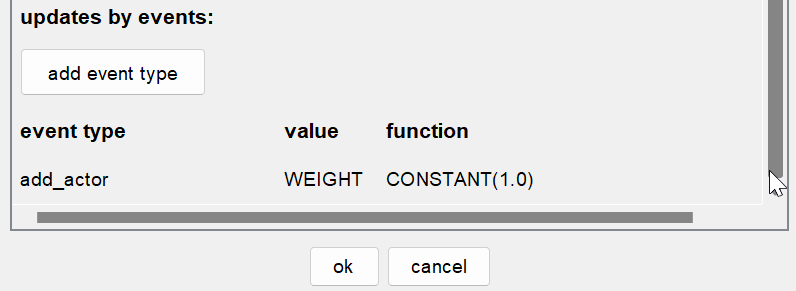 updates by events:
add event type
event type value function
add_actor WEIGHT CONSTANT(1.0)
ok cancel